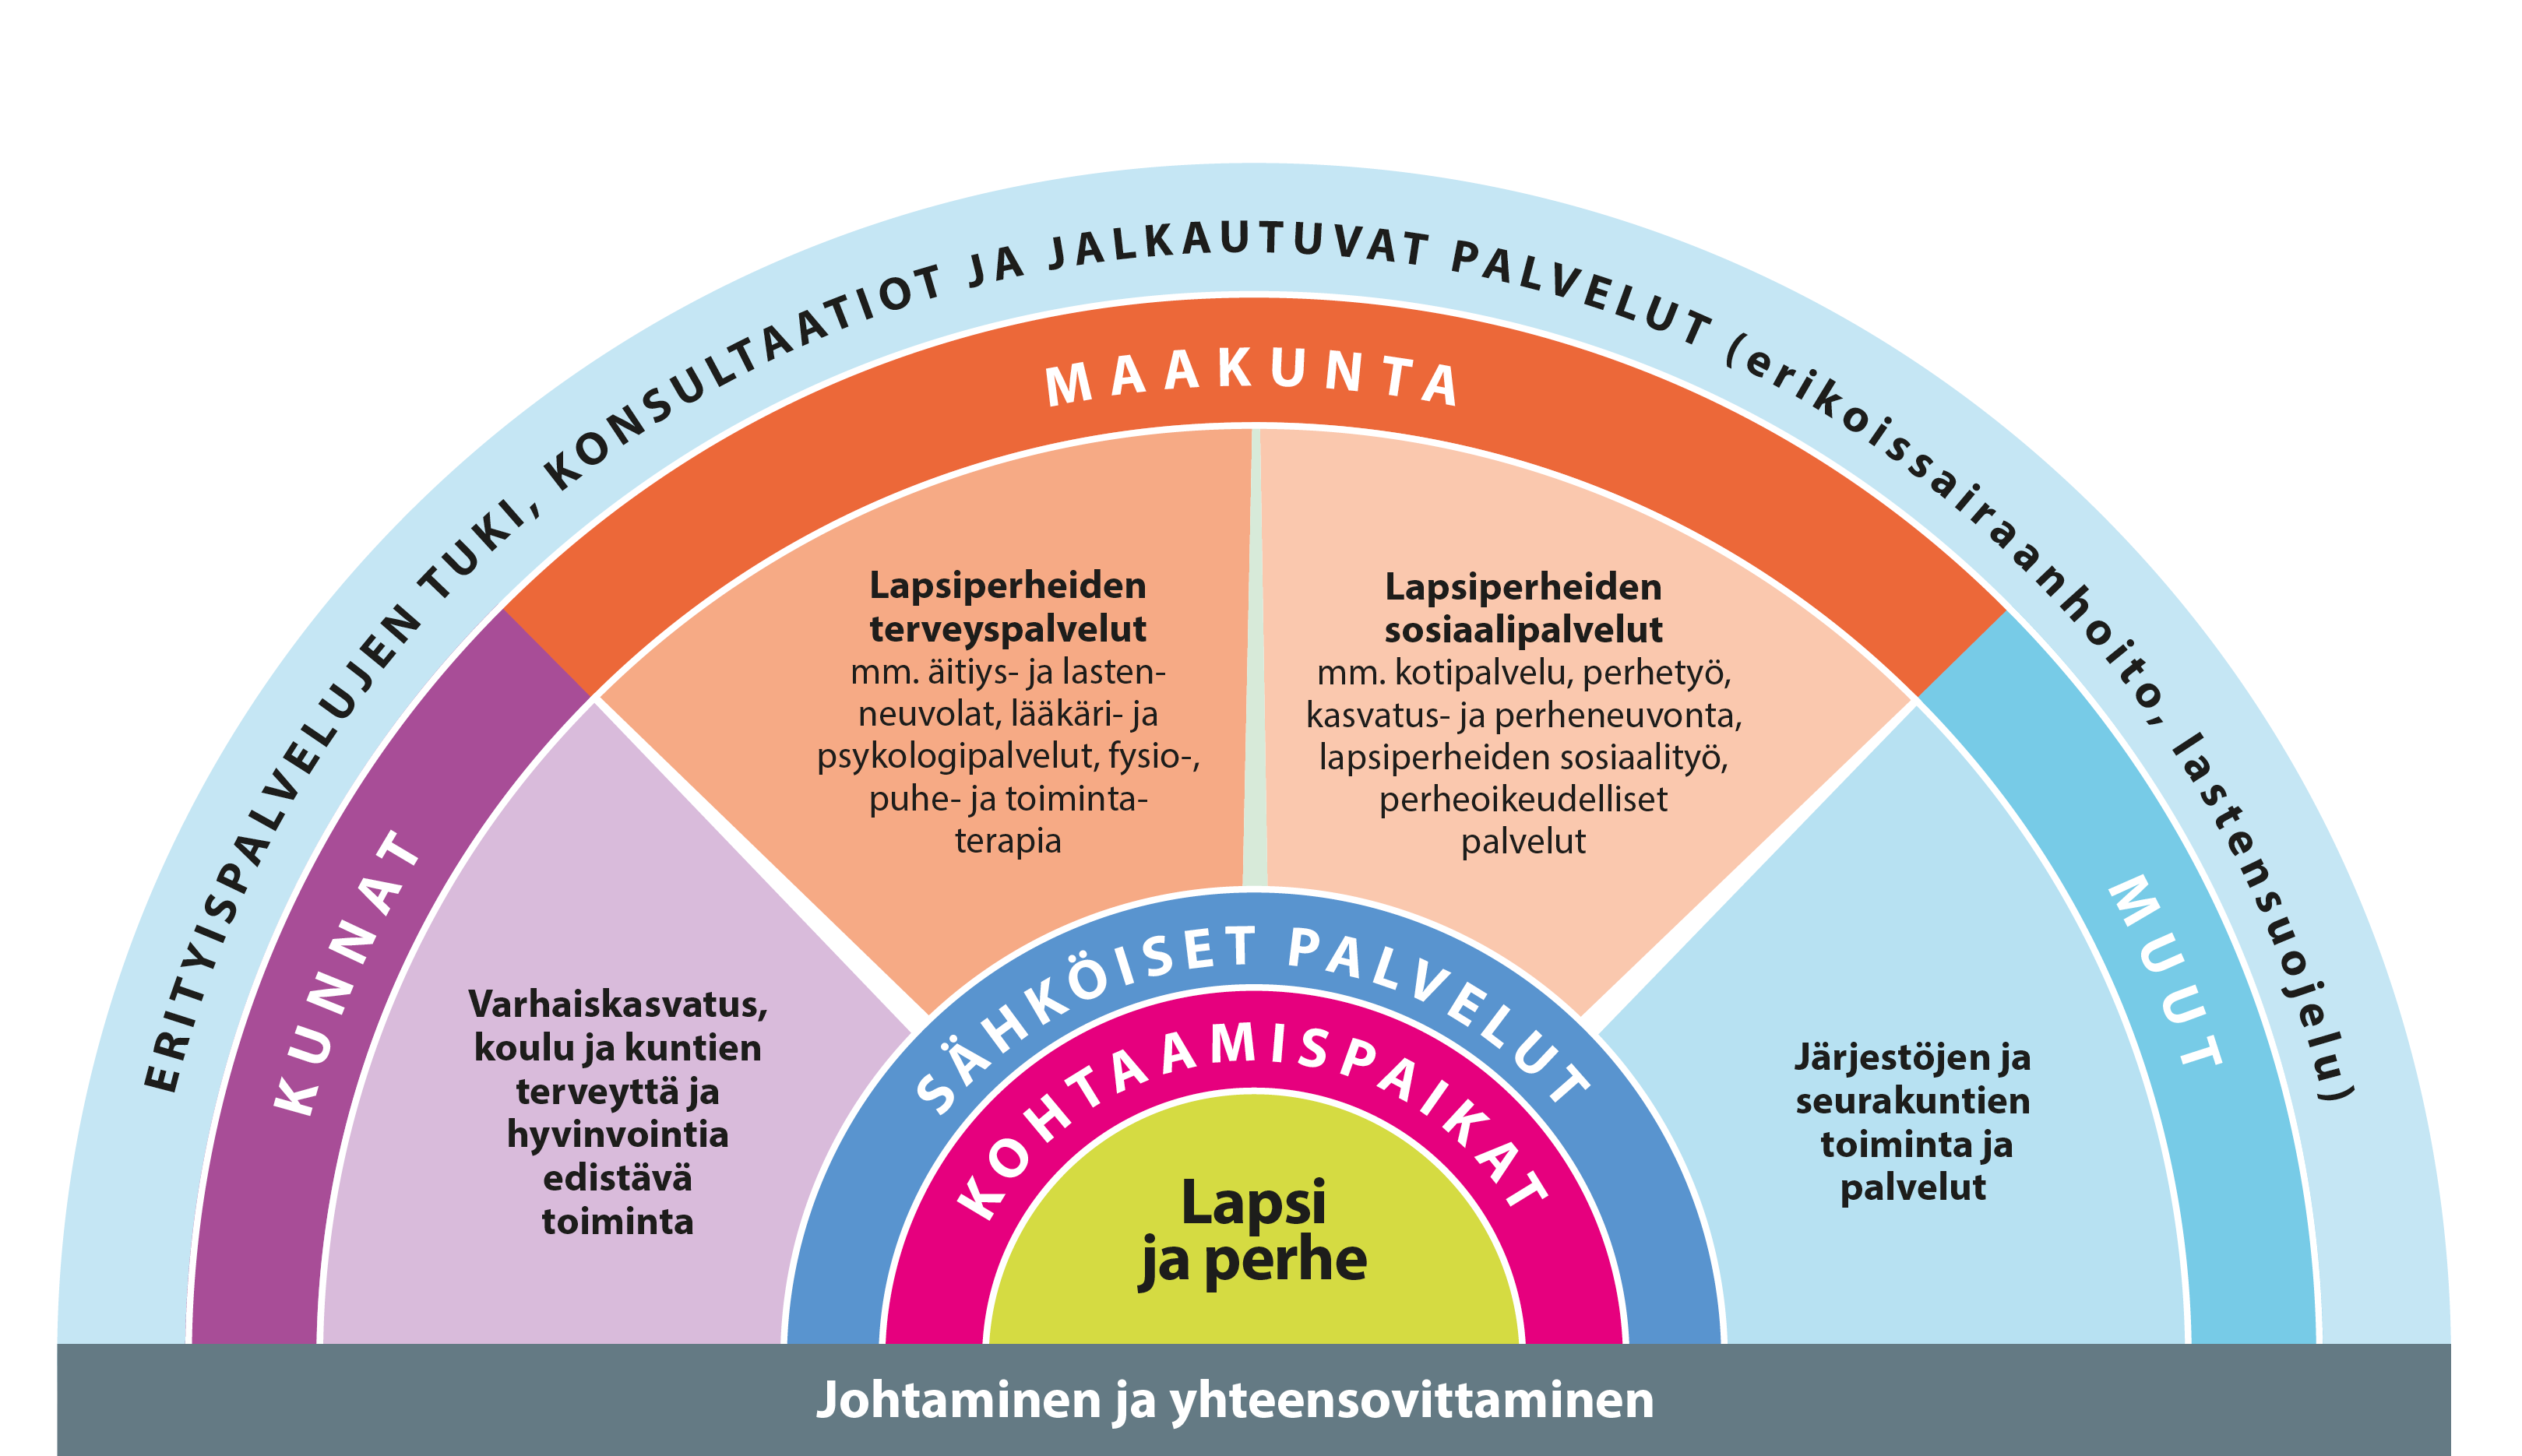 ERITYISPALVELUJEN TUKI, KONSULTAATIOT JA JALKAUTUVAT PALVELUT (erikoissairaanhoito, lastensuojelu)
MAAKUNTA
KUNNAT
MUUT
Lapsiperheiden
terveyspalvelut
mm. äitiys- ja lasten-
neuvolat, lääkäri- ja
psykologipalvelut, fysio-,
puhe- ja toiminta-
terapia
Lapsiperheiden
sosiaalipalvelut
mm. kotipalvelu, perhetyö,
kasvatus- ja perheneuvonta,
lapsiperheiden sosiaalityö,
perheoikeudelliset
palvelut
Varhaiskasvatus,
koulu ja kuntien
terveyttä ja
hyvinvointia
edistävä
toiminta
Järjestöjen ja
seurakuntien
toiminta ja
palvelut
SÄHKÖISET PALVELUT
KOHTAAMISPAIKAT
Lapsi
ja perhe
Johtaminen ja yhteensovittaminen